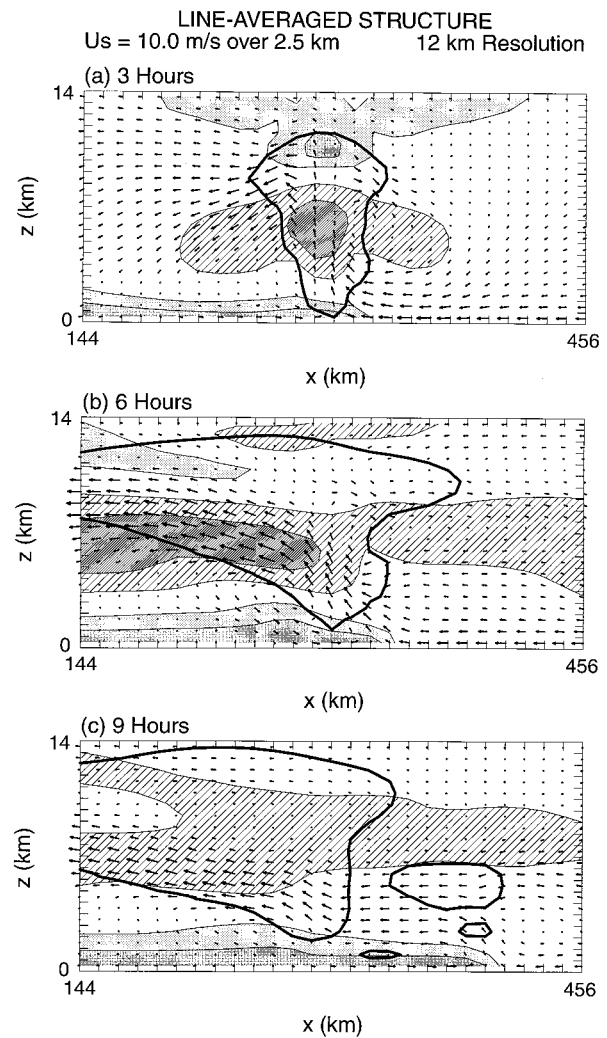 LINE-AVERAGED STRUCTURE
Us = 10.0 m/s over 2.5 km 12 km Resolution
(a) 3 Hours
14
z (km)
0
144 456
x (km)
(b) 6 Hours
14
z (km)
0
144 456
x (km)
(c) 9 Hours
14
z (km)
0
144 456
x (km)